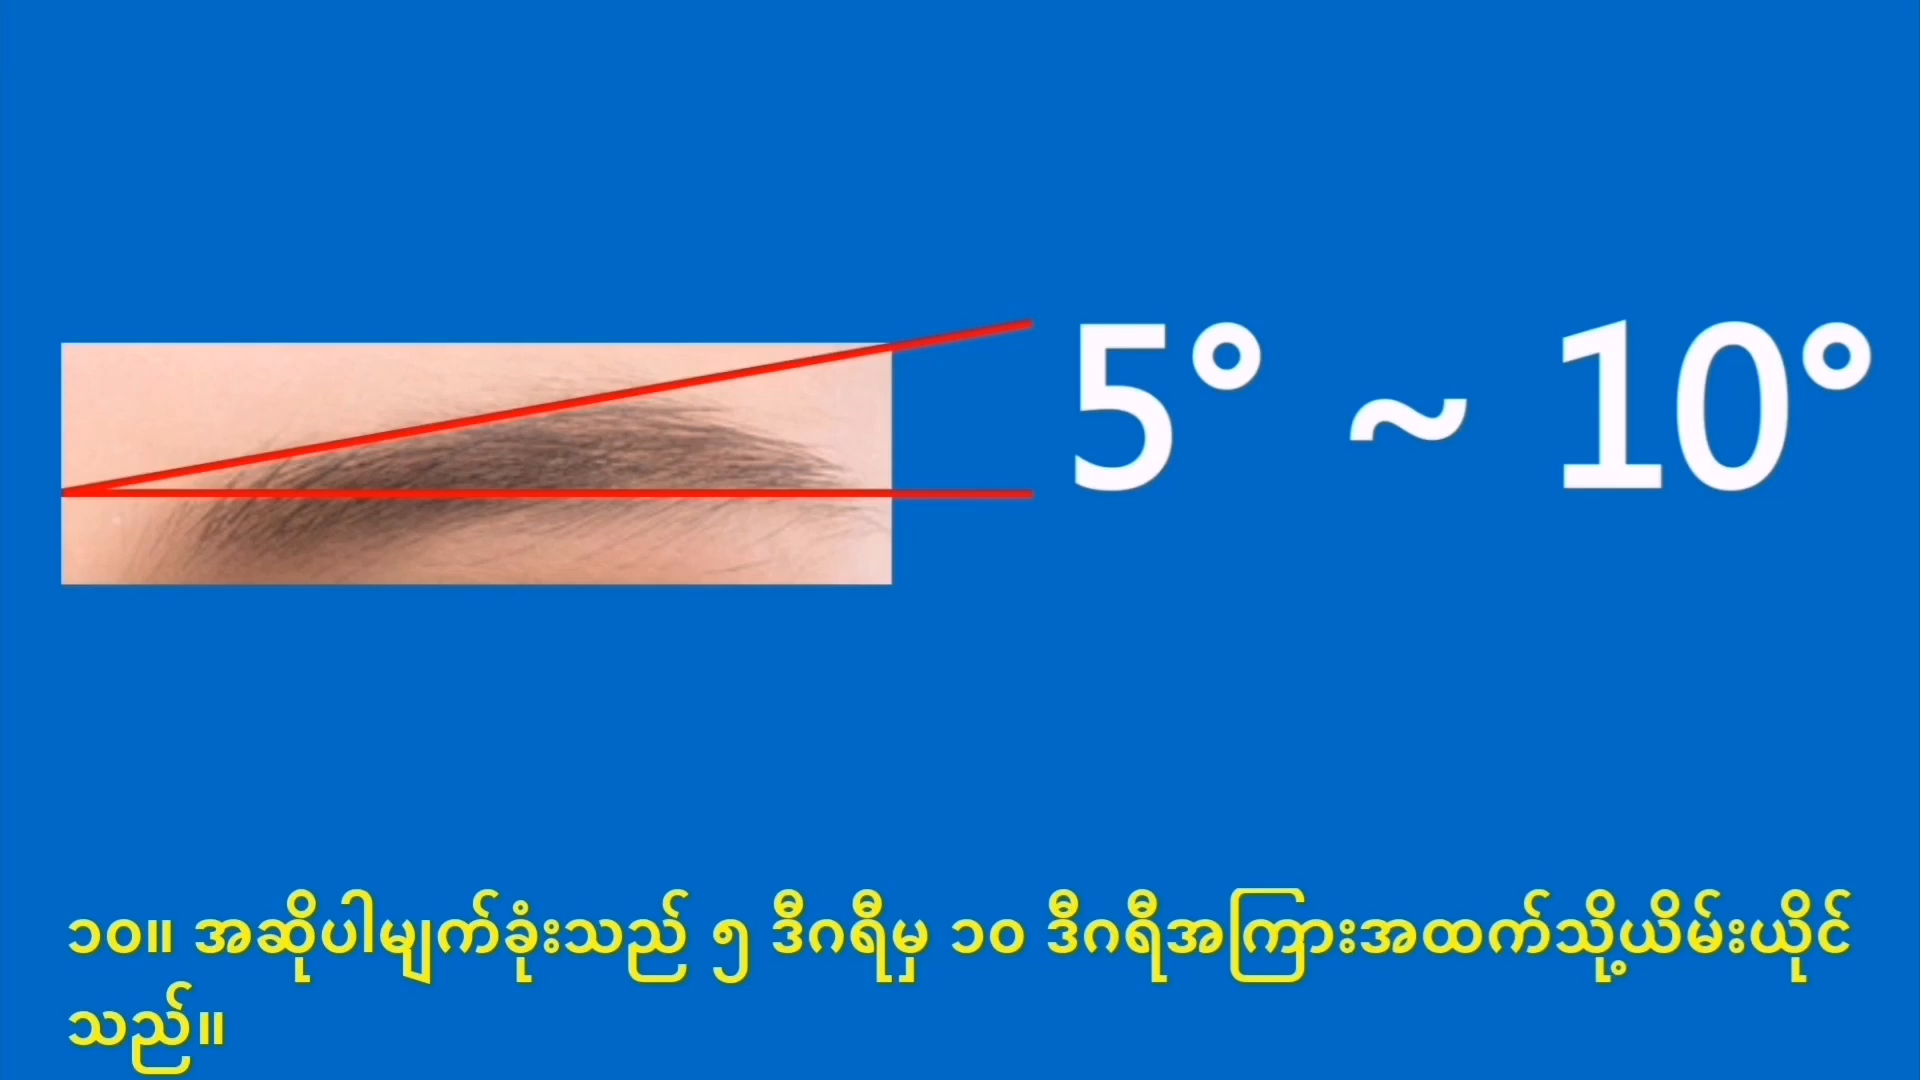 5° ~ 10°
၁၀။ အဆိုပါမျက်ခုံးသည် ၅ ဒီဂရီမှ ၁၀ ဒီဂရီအကြားအထက်သို့ယိမ်းယိုင်
သည်။